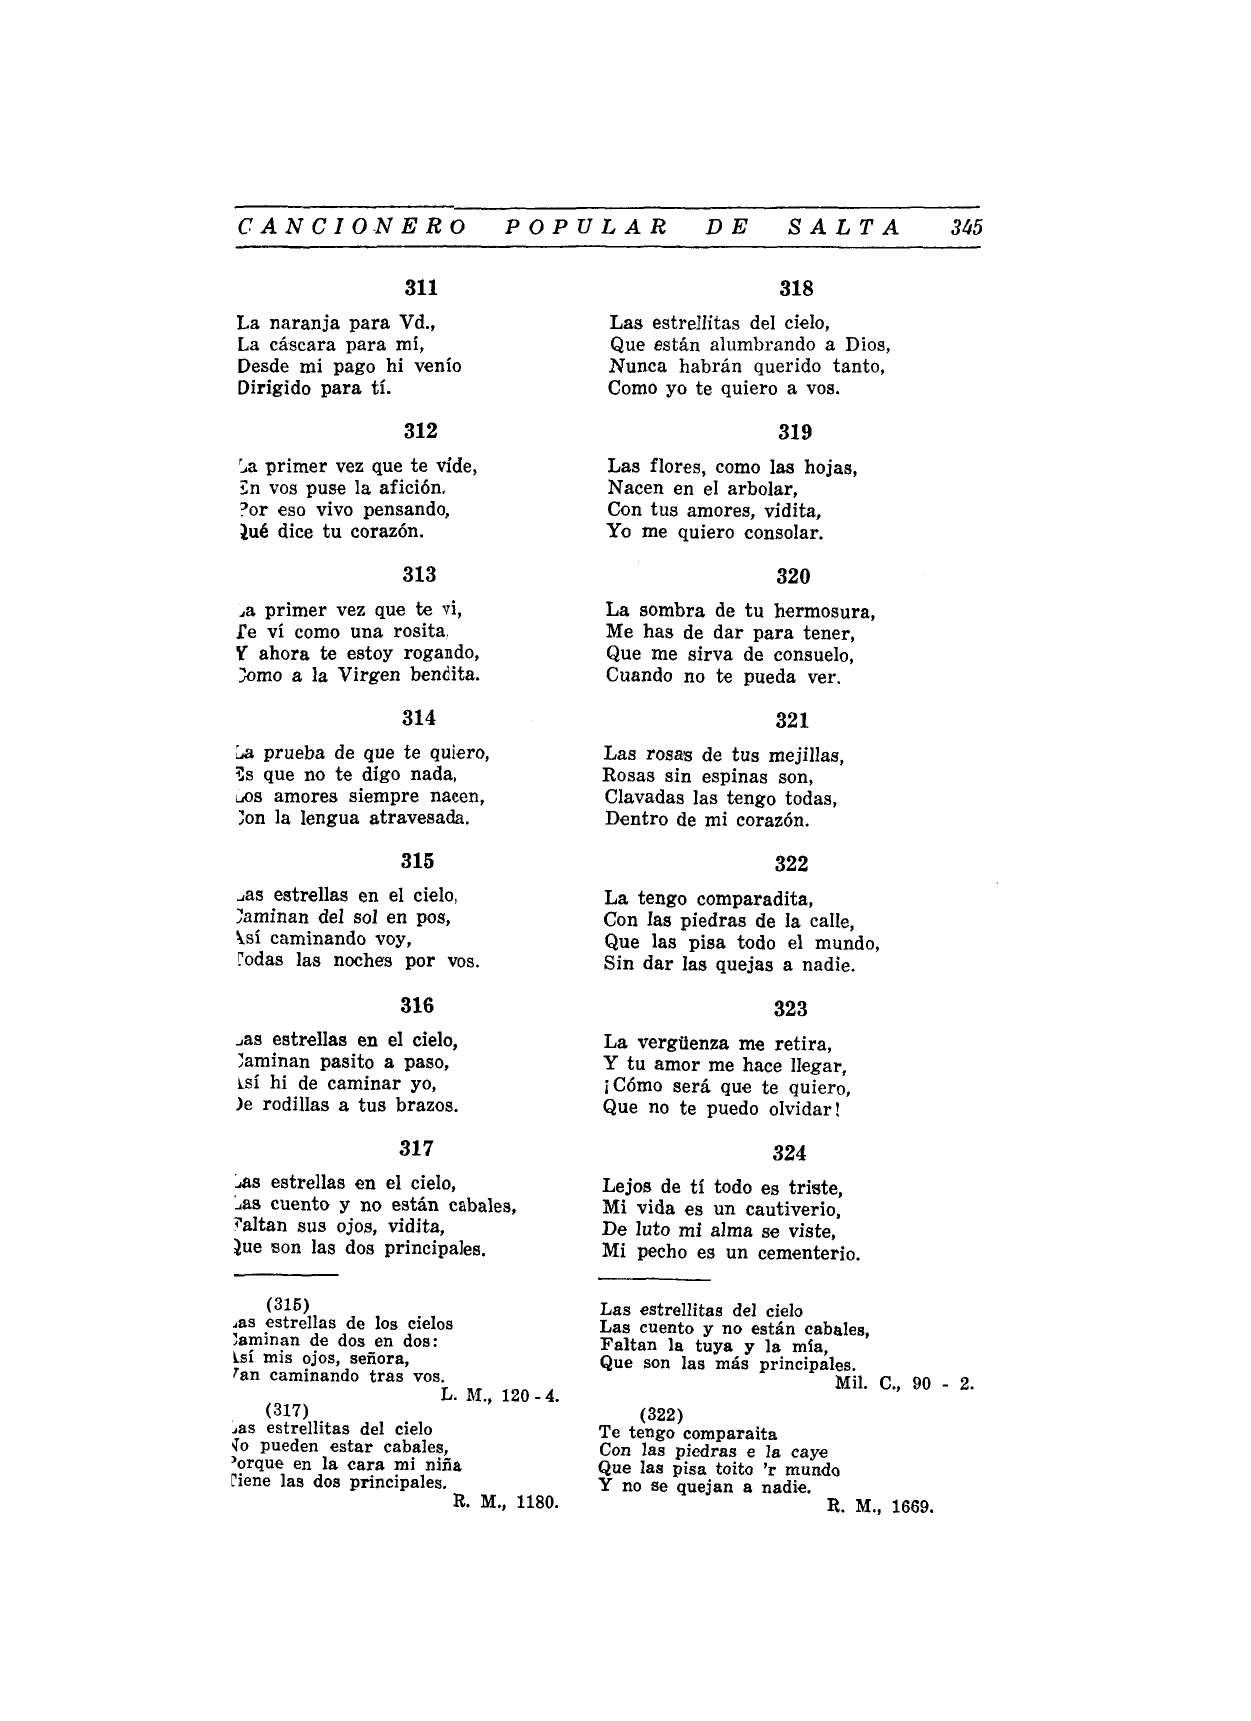 CANCIONERO POPULAR DE SALTA 345
311
La naranja para Vd.,
La cáscara para mí,
Desde mi pago hi venío
Dirigido para tí.
312
La primer vez que te víde,
En vos puse la afición.
Por eso vivo pensando,
Qué dice tu corazón.
313
La primer vez que te vi,
Te ví como una rosita.
Y ahora te estoy rogando,
Como a la Virgen bendita.
314
La prueba de que te quiero,
Es que no te digo nada,
Los amores siempre nacen,
Con la lengua atravesada.
315
Las estrellas en el cielo,
Caminan del sol en pos,
Así caminando voy,
Todas las noches por vos.
316
Las estrellas en el cielo,
Caminan pasito a paso,
Así hi de caminar yo,
De rodillas a tus brazos.
317
Las estrellas en el cielo,
Las cuento y no están cabales,
Faltan sus ojos, vidita,
Que son las dos principales.
(315)
Las estrellas de los cielos
Caminan de dos en dos:
Así mis ojos, señora,
Van caminando tras vos.
L. M., 120 - 4.
(317)
Las estrellitas del cielo
No pueden estar cabales,
Porque en la cara mi niña
Tiene las dos principales.
R. M., 1180.
318
Las estrellitas del cielo,
Que están alumbrando a Dios,
Nunca habrán querido tanto,
Como yo te quiero a vos.
319
Las flores, como las hojas,
Nacen en el arbolar,
Con tus amores, vidita,
Yo me quiero consolar.
320
La sombra de tu hermosura,
Me has de dar para tener,
Que me sirva de consuelo,
Cuando no te pueda ver.
321
Las rosas de tus mejillas,
Rosas sin espinas son,
Clavadas las tengo todas,
Dentro de mi corazón.
322
La tengo comparadita,
Con las piedras de la calle,
Que las pisa todo el mundo,
Sin dar las quejas a nadie.
323
La vergüenza me retira,
Y tu amor me hace llegar,
¡Cómo será que te quiero,
Que no te puedo olvidar!
324
Lejos de tí todo es triste,
Mi vida es un cautiverio,
De luto mi alma se viste,
Mi pecho es un cementerio.
Las estrellitas del cielo
Las cuento y no están cabales,
Faltan la tuya y la mía,
Que son las más principales.
Mil. C., 90 - 2.
(322)
Te tengo comparaita
Con las piedras e la caye
Que las pisa toito 'r mundo
Y no se quejan a nadie.
R. M., 1669.